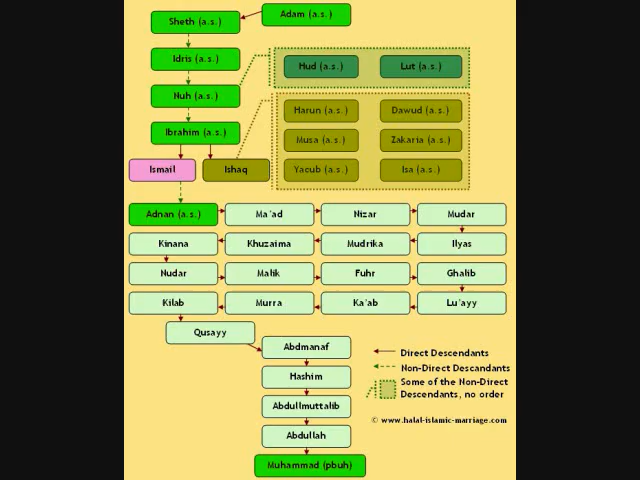 Adam (a.s.)
Sheth (a.s.)
Idris (a.s.)
Hud (a.s.)
Lut (a.s.)
Nuh (a.s.)
Harun (a.s.)
Dawud (a.s.)
Ibrahim (a.s.)
Musa (a.s.)
Zakaria (a.s.)
Ismail
Ishaq
Yacub (a.s.)
Isa (a.s.)
Adnan (a.s.)
Ma'ad
Nizar
Mudar
Kinana
Khuzaima
Mudrika
Ilyas
Nudar
Malik
Fuhr
Ghalib
Kilab
Murra
Ka'ab
Lu'ayy
Qusayy
Abdmanaf
Hashim
Abdullmuttalib
Abdullah
Muhammad (pbuh)
Direct Descendants
Non-Direct Descandants
Some of the Non-Direct
Descendants, no order
© www.halal-islamic-marriage.com